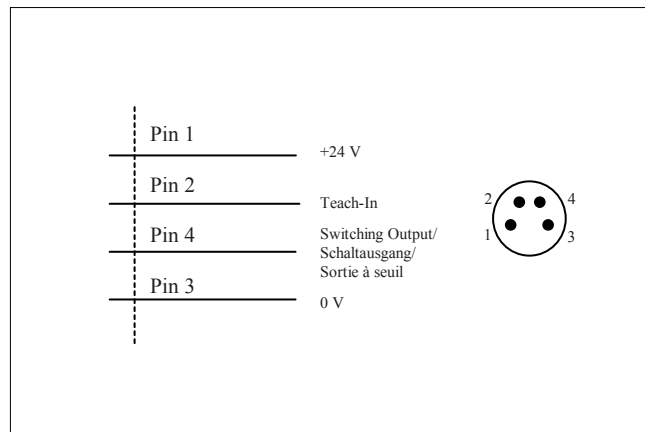 Pin 1
+24 V
Pin 2
Teach-In
Pin 4
Switching Output/
Schaltausgang/
Sortie à seuil
Pin 3
0 V
2
4
1
3